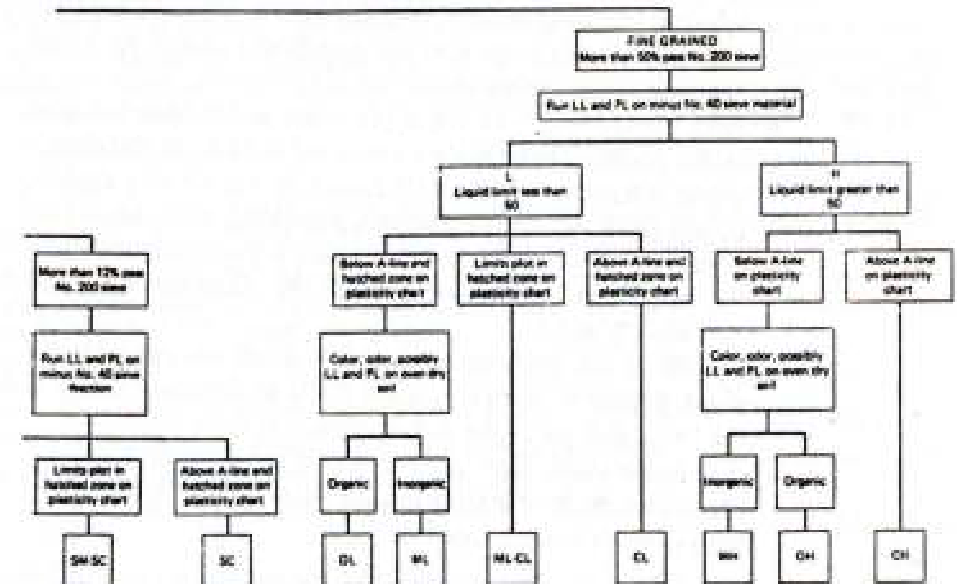 FINE GRAINED
More than 50% pass No. 200 sieve
Run LL and PL on minus No. 40 sieve material
L
Liquid limit less than
50
H
Liquid limit greater than
50
More than 12% pass
No. 200 sieve
Below A-line and
hatched zone on
plasticity chart
Limits plot in
hatched zone on
plasticity chart
Above A-line and
hatched zone on
plasticity chart
Below A-line
on plasticity
chart
Above A-line
on plasticity
chart
Run LL and PL on
minus No. 40 sieve
fraction
Color, odor, possibly
LL and PL on oven dry
soil
Color, odor, possibly
LL and PL on oven dry
soil
Limits plot in
hatched zone on
plasticity chart
Above A-line and
hatched zone on
plasticity chart
Organic
Inorganic
Inorganic
Organic
SM-SC
SC
OL
ML
ML-CL
CL
MH
OH
CH